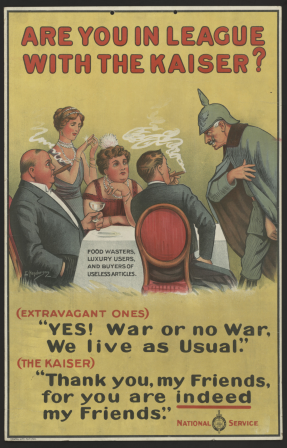 ARE YOU IN LEAGUE
WITH THE KAISER?
FOOD WASTERS,
LUXURY USERS,
AND BUYERS OF
USELESS ARTICLES.
(EXTRAVAGANT ONES)
"YES! War or no War,
We live as Usual."
(THE KAISER)
"Thank you, my Friends,
for you are indeed
my Friends."
NATIONAL SERVICE